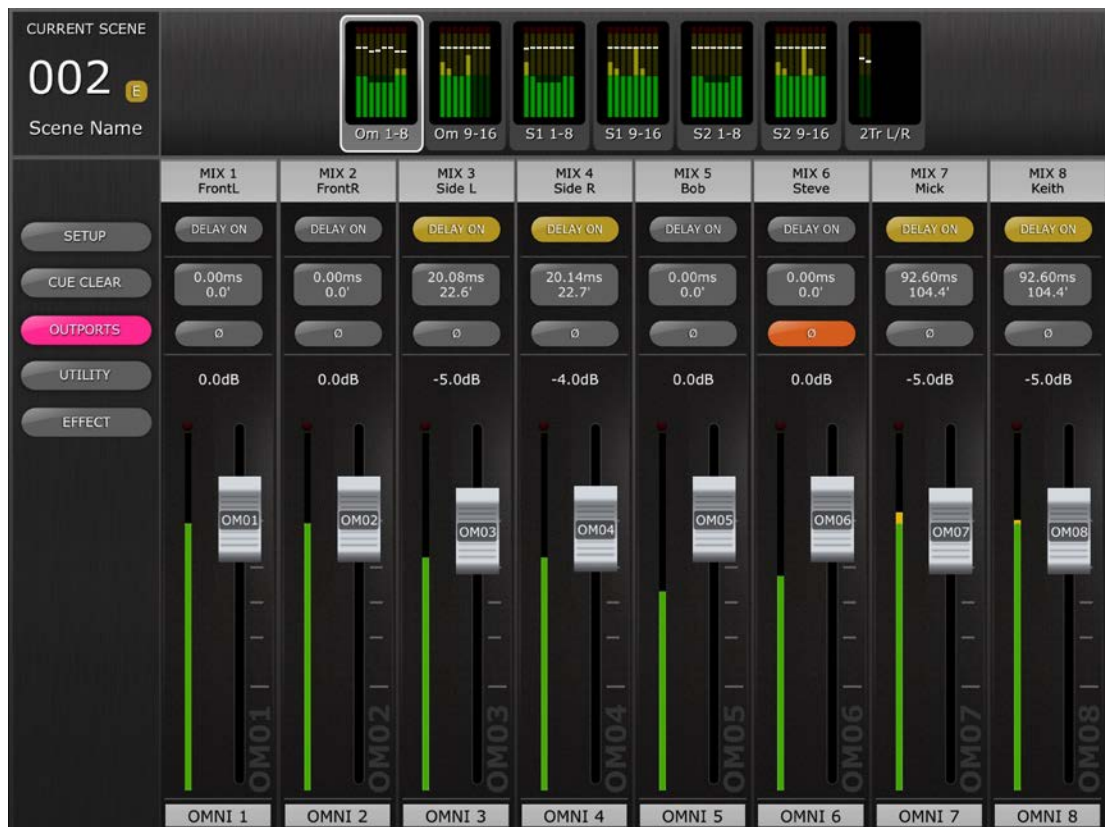 CURRENT SCENE
002 E
Scene Name
Om 1-8 Om 9-16 S1 1-8 S1 9-16 S2 1-8 S2 9-16 2Tr L/R
MIX 1 MIX 2 MIX 3 MIX 4 MIX 5 MIX 6 MIX 7 MIX 8
FrontL FrontR Side L Side R Bob Steve Mick Keith
SETUP
CUE CLEAR
OUTPORTS
UTILITY
EFFECT
DELAY ON DELAY ON DELAY ON DELAY ON DELAY ON DELAY ON DELAY ON DELAY ON
0.00ms 0.00ms 20.08ms 20.14ms 0.00ms 0.00ms 92.60ms 92.60ms
0.0' 0.0' 22.6' 22.7' 0.0' 0.0' 104.4' 104.4'
Ø Ø Ø Ø Ø Ø Ø Ø
0.0dB 0.0dB -5.0dB -4.0dB 0.0dB 0.0dB -5.0dB -5.0dB
OM01 OM02 OM03 OM04 OM05 OM06 OM07 OM08
OM01 OM02 OM03 OM04 OM05 OM06 OM07 OM08
OMNI 1 OMNI 2 OMNI 3 OMNI 4 OMNI 5 OMNI 6 OMNI 7 OMNI 8